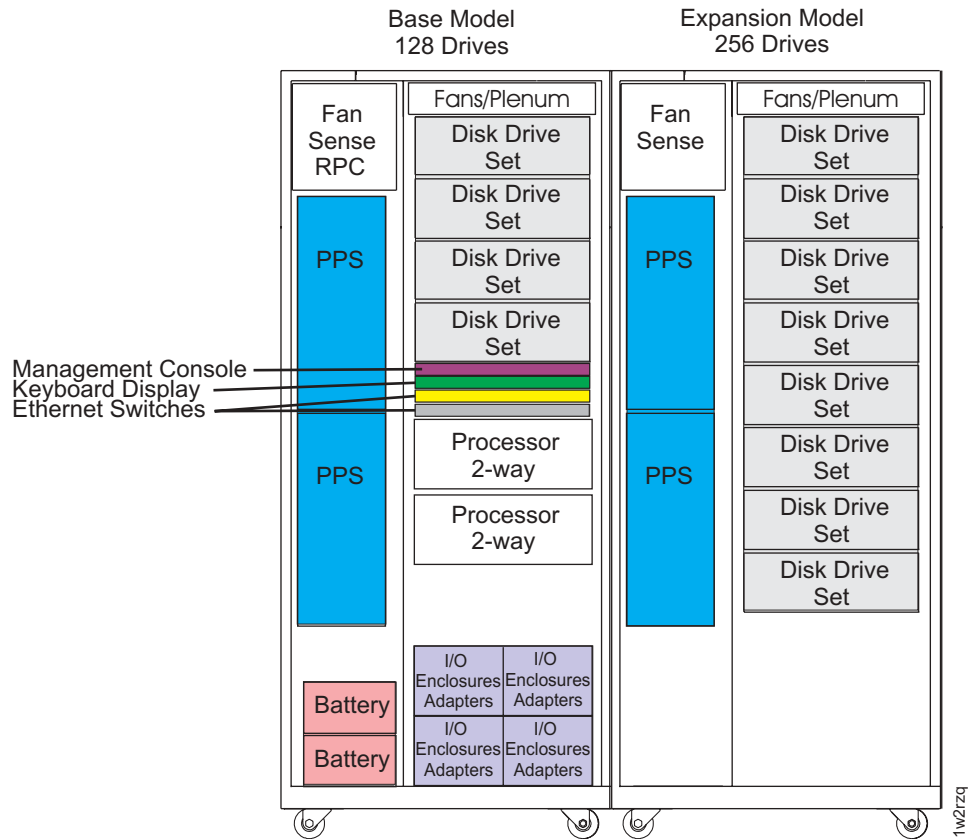 Base Model
128 Drives
Expansion Model
256 Drives
Fan
Sense
RPC
Fans/Plenum
Disk Drive
Set
Disk Drive
Set
Disk Drive
Set
Disk Drive
Set
PPS
PPS
Management Console
Keyboard Display
Ethernet Switches
Processor
2-way
Processor
2-way
I/O
Enclosures
Adapters
I/O
Enclosures
Adapters
I/O
Enclosures
Adapters
I/O
Enclosures
Adapters
Battery
Battery
Fan
Sense
Fans/Plenum
PPS
PPS
Disk Drive
Set
Disk Drive
Set
Disk Drive
Set
Disk Drive
Set
Disk Drive
Set
Disk Drive
Set
Disk Drive
Set
Disk Drive
Set
1w2rzq